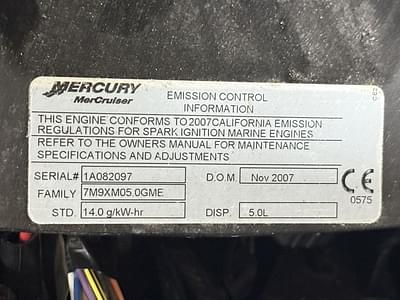 MERCURY
MerCruiser
EMISSION CONTROL
INFORMATION
THIS ENGINE CONFORMS TO 2007 CALIFORNIA EMISSION
REGULATIONS FOR SPARK IGNITION MARINE ENGINES
REFER TO THE OWNERS MANUAL FOR MAINTENANCE
SPECIFICATIONS AND ADJUSTMENTS
SERIAL# 1A082097 D.O.M. Nov 2007
FAMILY 7M9XM05.0GME
STD. 14.0 g/kW-hr DISP. 5.0L
CE
0575